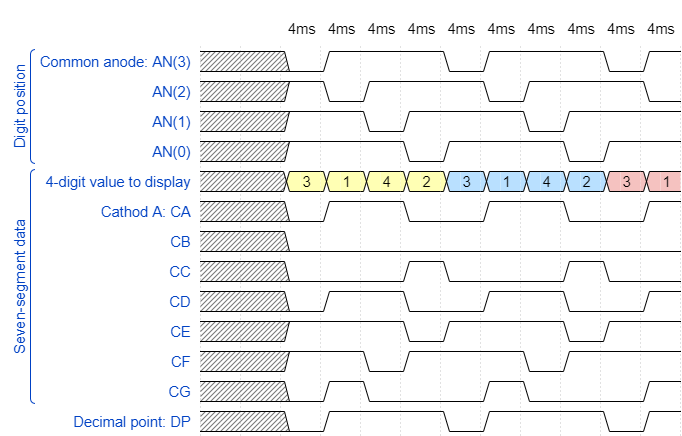 4ms 4ms 4ms 4ms 4ms 4ms 4ms 4ms 4ms 4ms
Digit position
Common anode: AN(3)
AN(2)
AN(1)
AN(0)
Seven-segment data
4-digit value to display 3 1 4 2 3 1 4 2 3 1
Cathod A: CA
CB
CC
CD
CE
CF
CG
Decimal point: DP